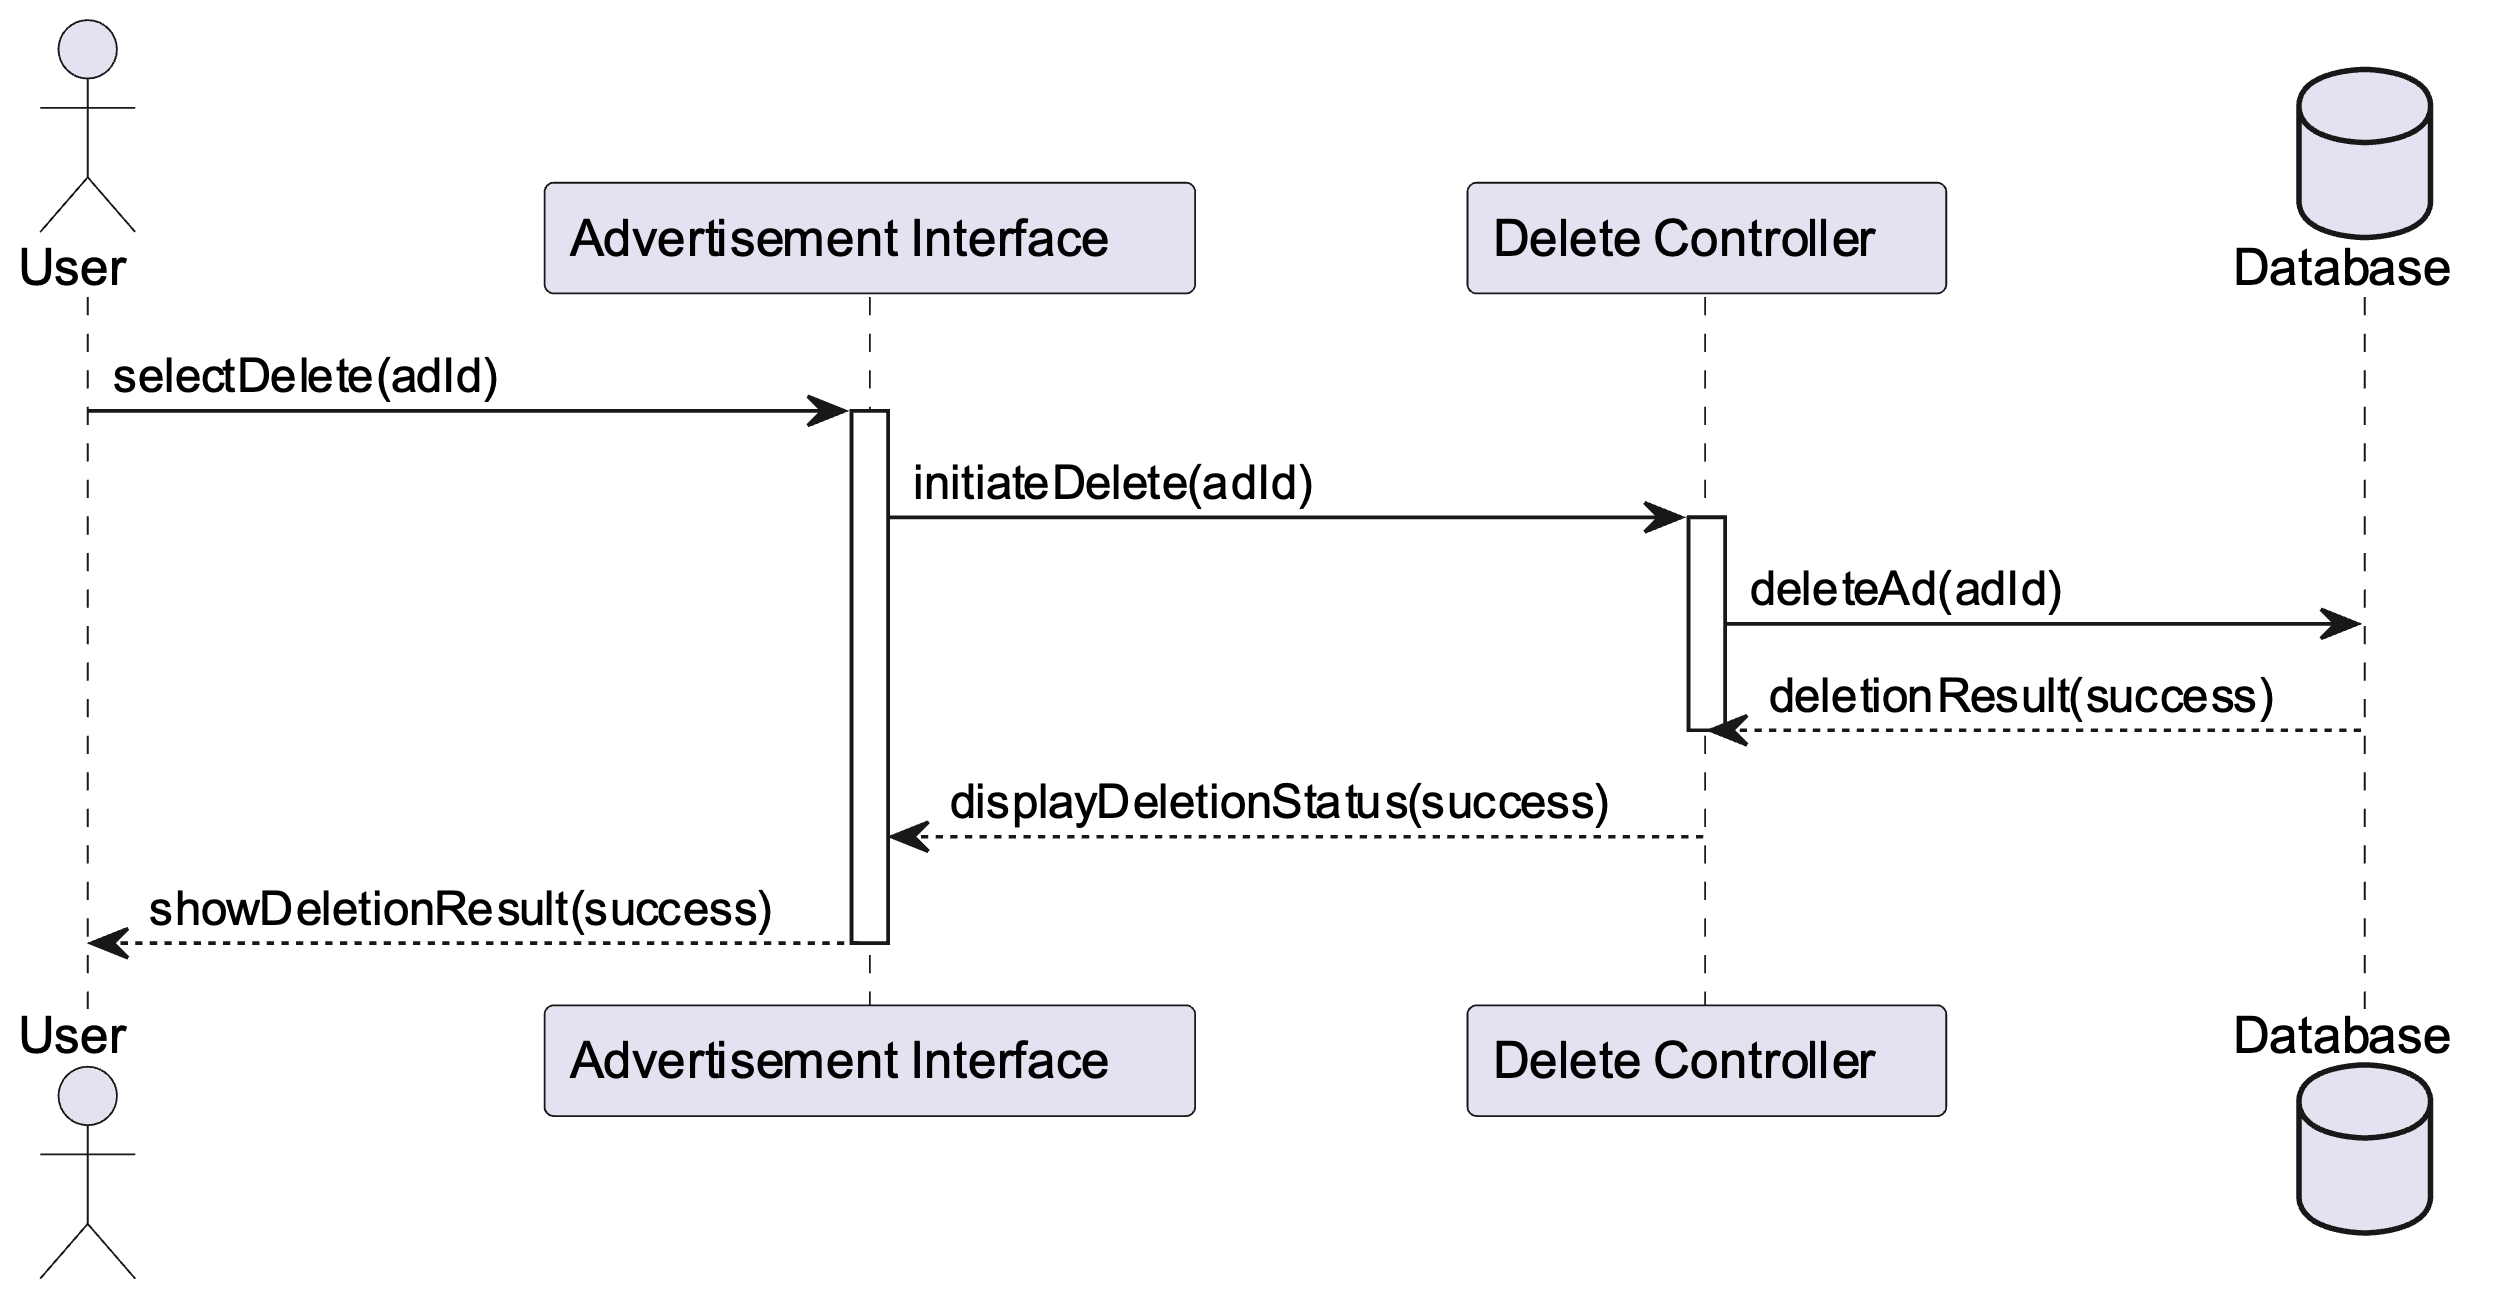 User
Advertisement Interface
Delete Controller
Database
selectDelete(adId)
initiateDelete(adId)
deleteAd(adId)
deletionResult(success)
displayDeletionStatus(success)
showDeletionResult(success)
User
Advertisement Interface
Delete Controller
Database